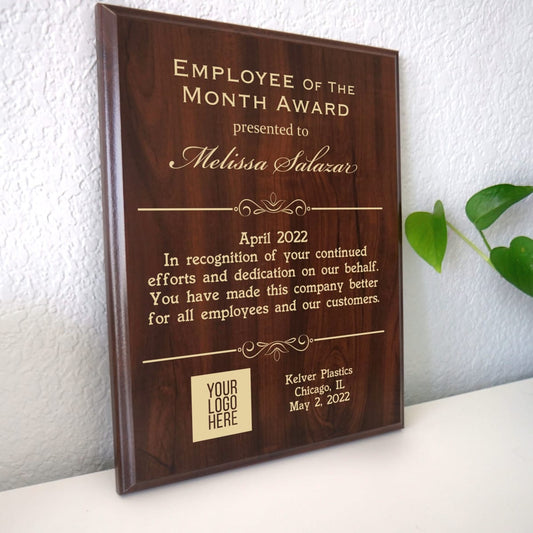 EMPLOYEE OF THE
MONTH AWARD
presented to
Melissa Salazar
April 2022
In recognition of your continued
efforts and dedication on our behalf.
You have made this company better
for all employees and our customers.
YOUR
LOGO
HERE
Kelver Plastics
Chicago, IL
May 2, 2022